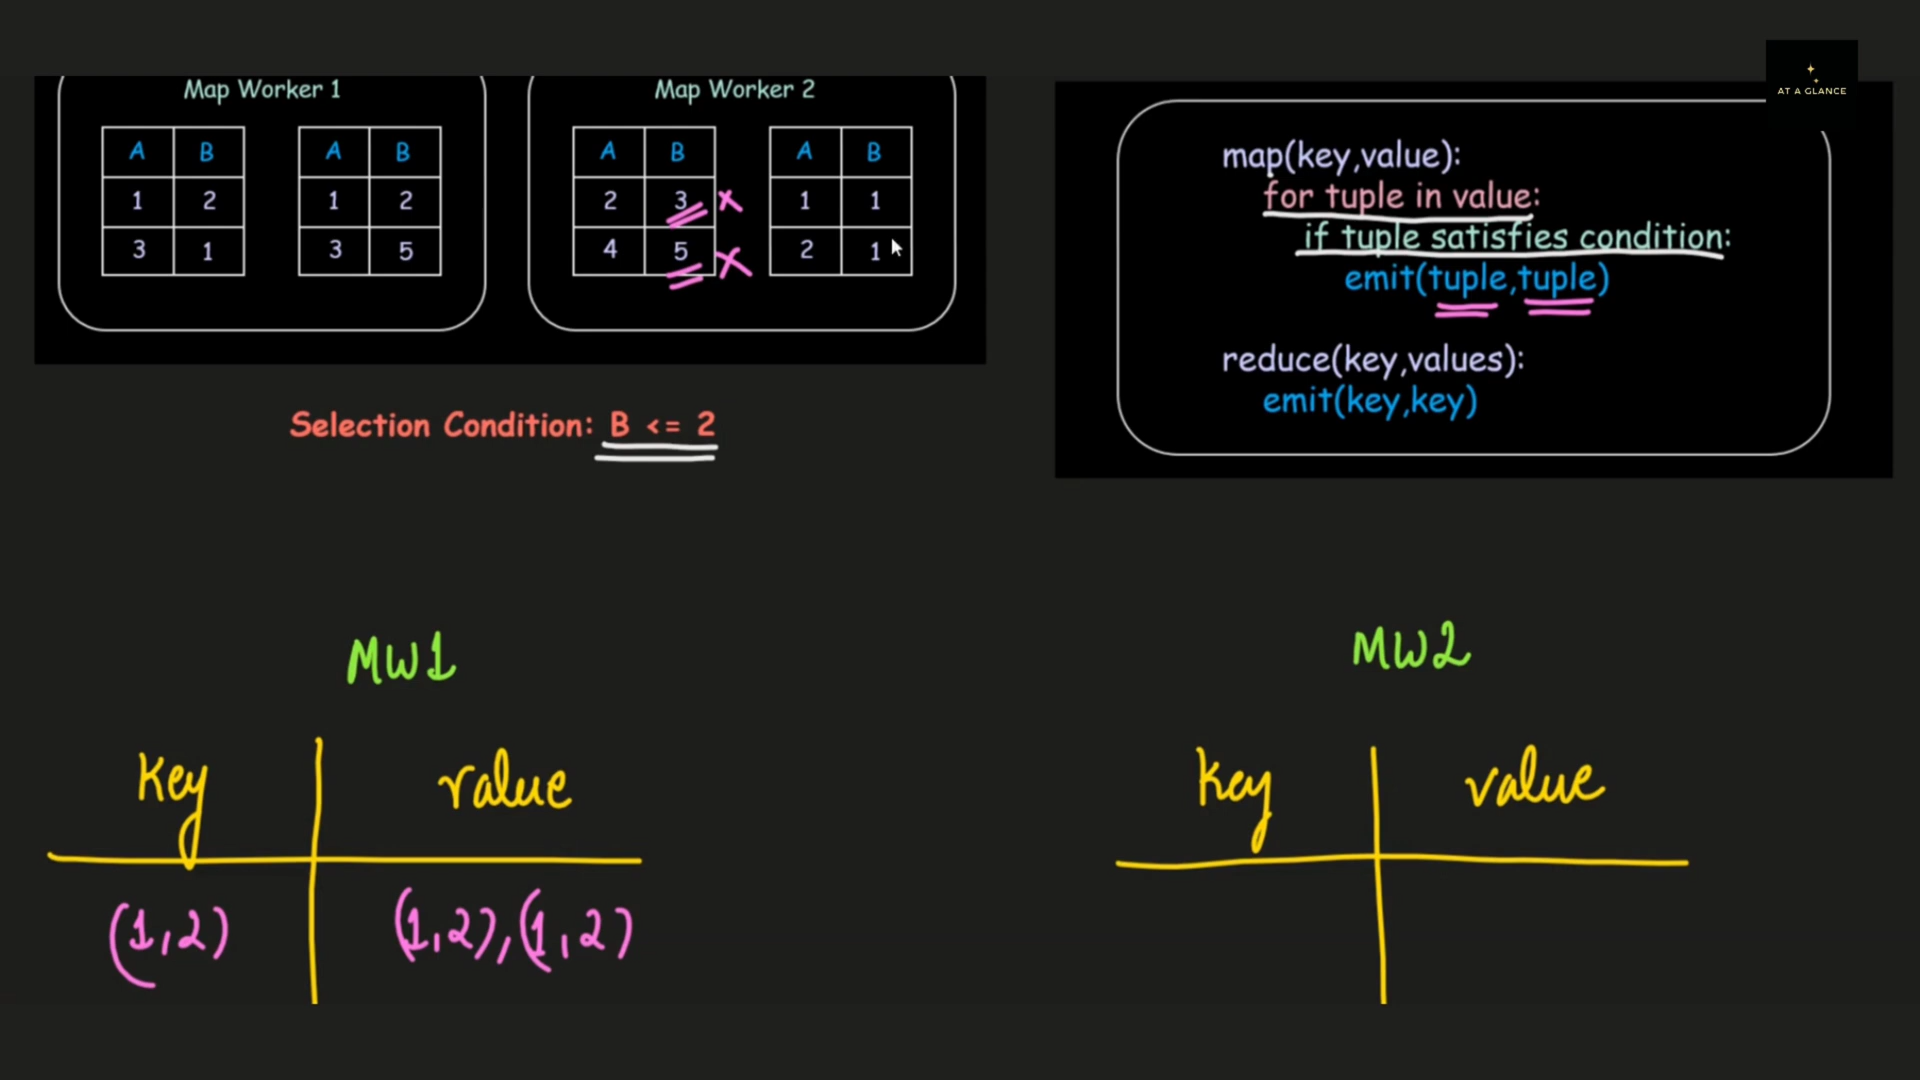 AT A GLANCE
Map Worker 1
A B A B
1 2 1 2
3 1 3 5
Map Worker 2
A B A B
2 3 1 1
4 5 2 1
Selection Condition: B <= 2
map(key,value):
for tuple in value:
if tuple satisfies condition:
emit(tuple,tuple)
reduce(key,values):
emit(key,key)
MW1
Key value
(1,2) (1,2),(1,2)
MW2
Key value